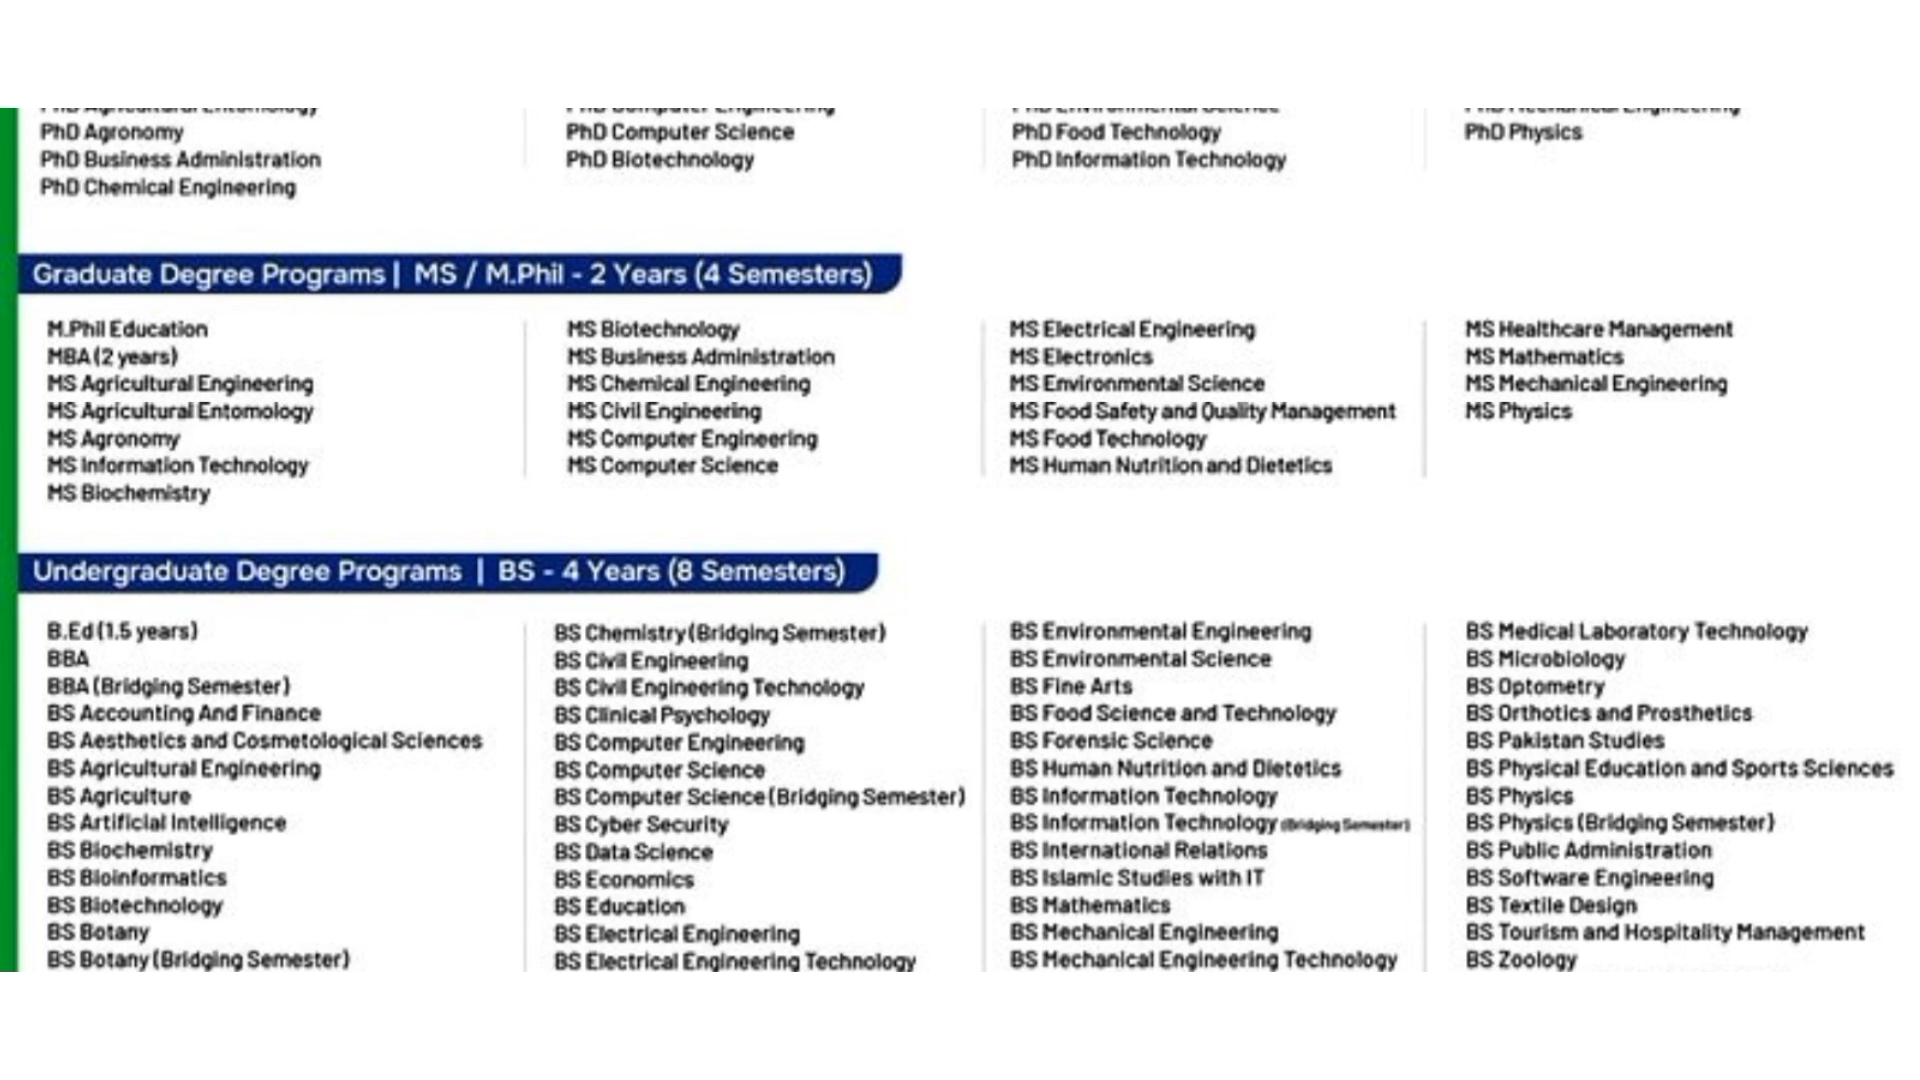 PhD Agricultural Entomology
PhD Agronomy
PhD Business Administration
PhD Chemical Engineering
PhD Computer Engineering
PhD Computer Science
PhD Biotechnology
PhD Environmental Science
PhD Food Technology
PhD Information Technology
PhD Mechanical Engineering
PhD Physics
Graduate Degree Programs | MS / M.Phil - 2 Years (4 Semesters)
M.Phil Education
MBA (2 years)
MS Agricultural Engineering
MS Agricultural Entomology
MS Agronomy
MS Information Technology
MS Biochemistry
MS Biotechnology
MS Business Administration
MS Chemical Engineering
MS Civil Engineering
MS Computer Engineering
MS Computer Science
MS Electrical Engineering
MS Electronics
MS Environmental Science
MS Food Safety and Quality Management
MS Food Technology
MS Human Nutrition and Dietetics
MS Healthcare Management
MS Mathematics
MS Mechanical Engineering
MS Physics
Undergraduate Degree Programs | BS - 4 Years (8 Semesters)
B.Ed (1.5 years)
BBA
BBA (Bridging Semester)
BS Accounting And Finance
BS Aesthetics and Cosmetological Sciences
BS Agricultural Engineering
BS Agriculture
BS Artificial Intelligence
BS Biochemistry
BS Bioinformatics
BS Biotechnology
BS Botany
BS Botany (Bridging Semester)
BS Chemistry (Bridging Semester)
BS Civil Engineering
BS Civil Engineering Technology
BS Clinical Psychology
BS Computer Engineering
BS Computer Science
BS Computer Science (Bridging Semester)
BS Cyber Security
BS Data Science
BS Economics
BS Education
BS Electrical Engineering
BS Electrical Engineering Technology
BS Environmental Engineering
BS Environmental Science
BS Fine Arts
BS Food Science and Technology
BS Forensic Science
BS Human Nutrition and Dietetics
BS Information Technology
BS Information Technology (Bridging Semester)
BS International Relations
BS Islamic Studies with IT
BS Mathematics
BS Mechanical Engineering
BS Mechanical Engineering Technology
BS Medical Laboratory Technology
BS Microbiology
BS Optometry
BS Orthotics and Prosthetics
BS Pakistan Studies
BS Physical Education and Sports Sciences
BS Physics
BS Physics (Bridging Semester)
BS Public Administration
BS Software Engineering
BS Textile Design
BS Tourism and Hospitality Management
BS Zoology